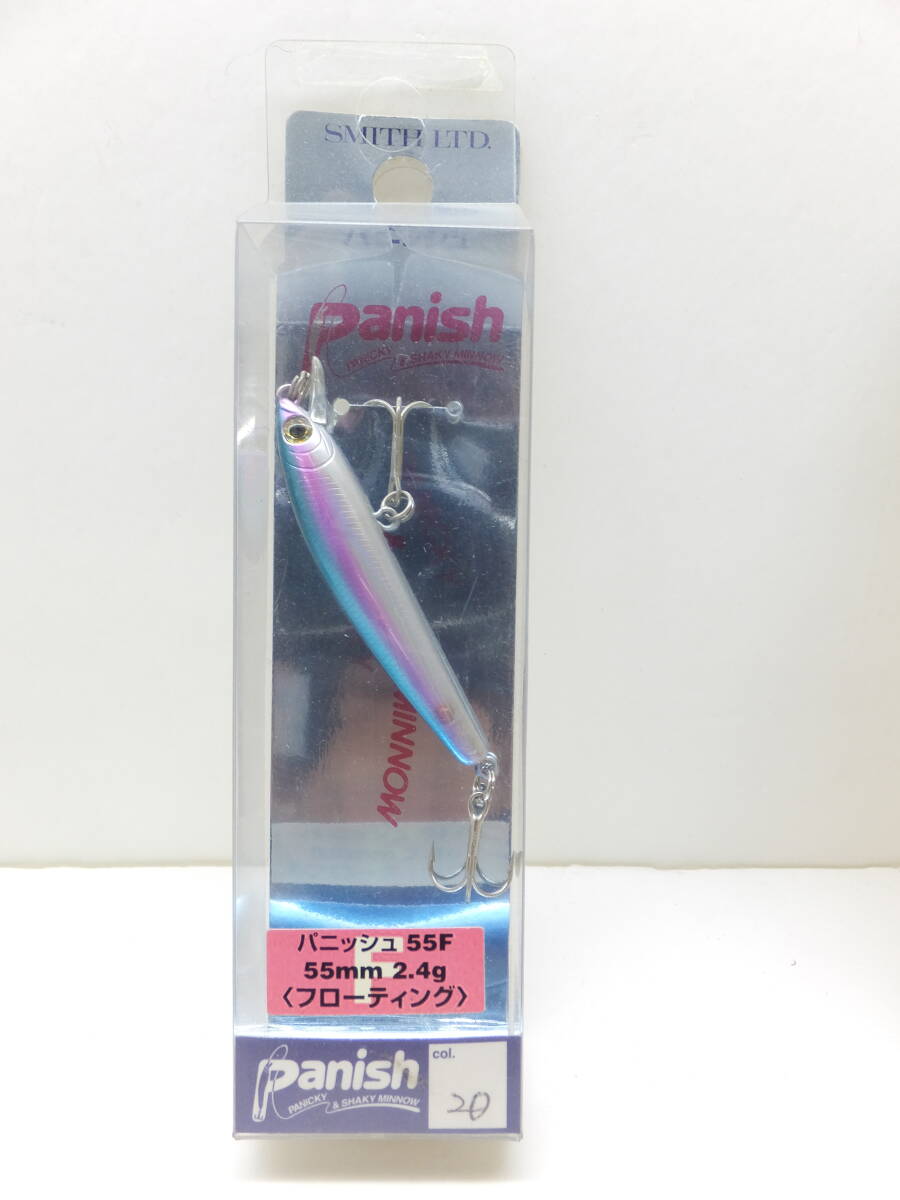 SMITH LTD.
Panish
PANICKY & SHAKY MINNOW
MINNOW
パニッシュ 55F
55mm 2.4g
〈フローティング〉
F
Panish
PANICKY & SHAKY MINNOW
col.
20